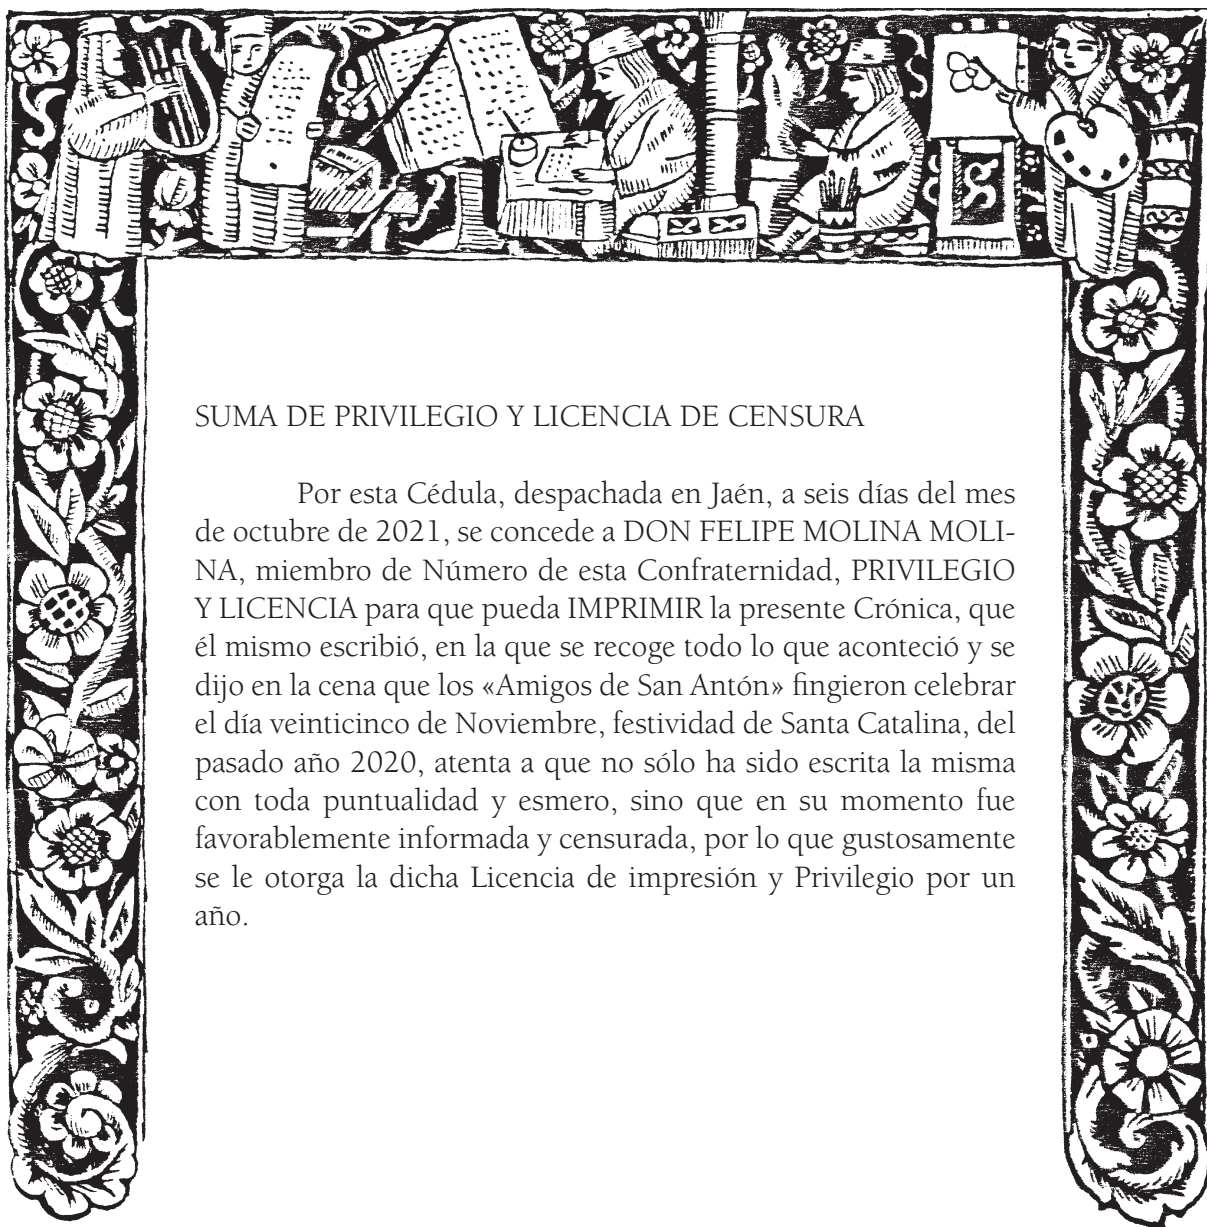 SUMA DE PRIVILEGIO Y LICENCIA DE CENSURA
Por esta Cédula, despachada en Jaén, a seis días del mes
de octubre de 2021, se concede a DON FELIPE MOLINA MOLI-
NA, miembro de Número de esta Confraternidad, PRIVILEGIO
Y LICENCIA para que pueda IMPRIMIR la presente Crónica, que
él mismo escribió, en la que se recoge todo lo que aconteció y se
dijo en la cena que los «Amigos de San Antón» fingieron celebrar
el día veinticinco de Noviembre, festividad de Santa Catalina, del
pasado año 2020, atenta a que no sólo ha sido escrita la misma
con toda puntualidad y esmero, sino que en su momento fue
favorablemente informada y censurada, por lo que gustosamente
se le otorga la dicha Licencia de impresión y Privilegio por un
año.